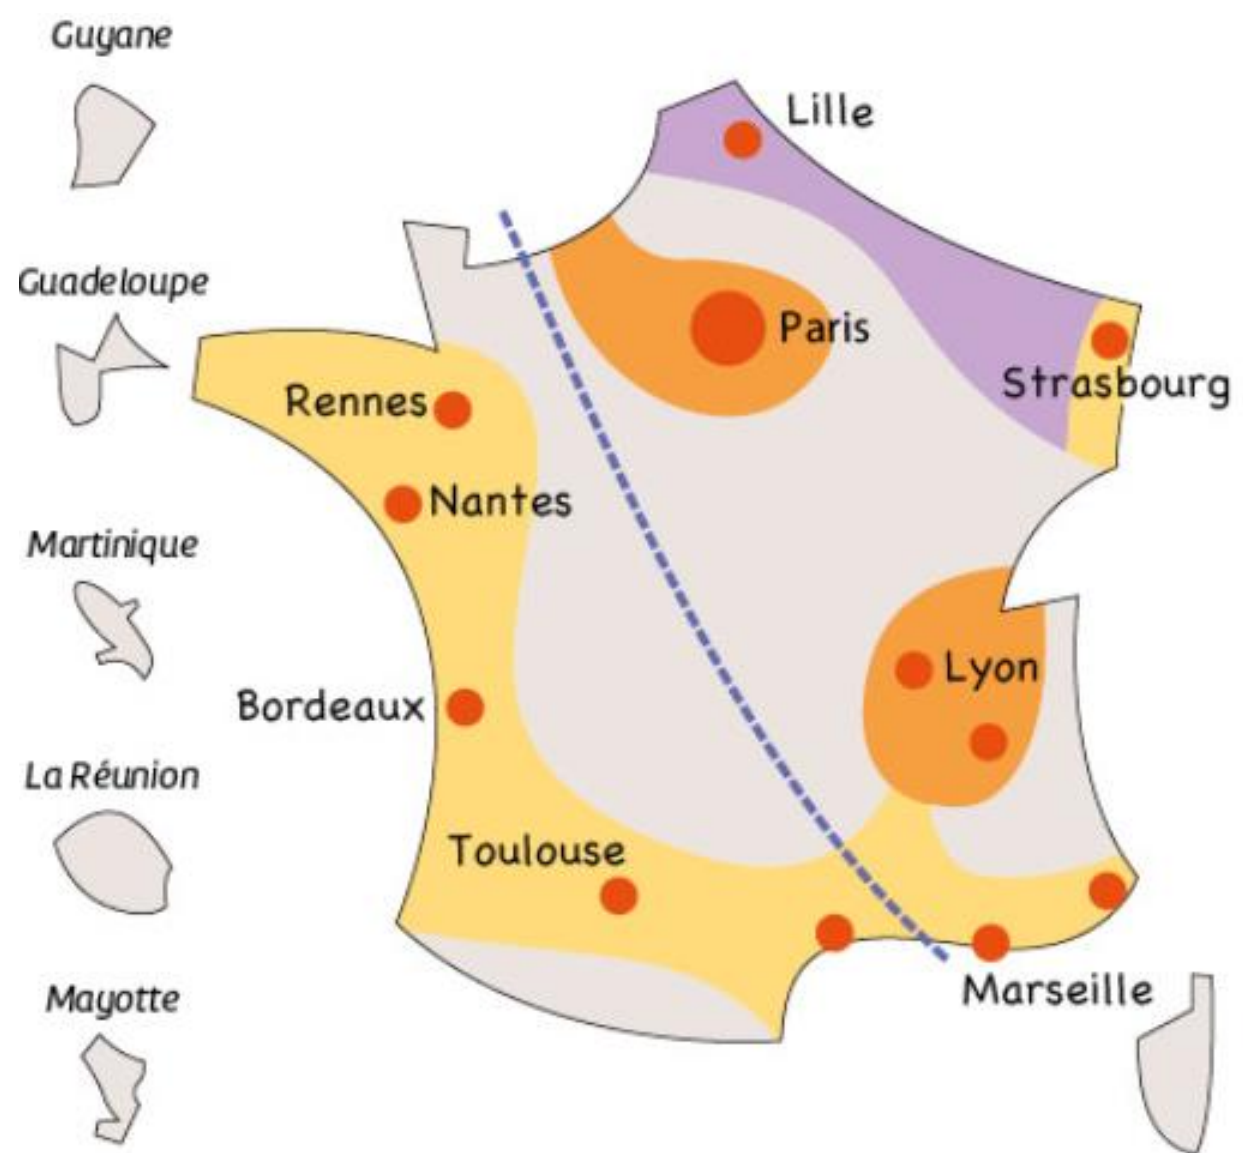 Guyane
Lille
Guadeloupe
Paris
Strasbourg
Rennes
Nantes
Martinique
Lyon
Bordeaux
La Réunion
Toulouse
Marseille
Mayotte